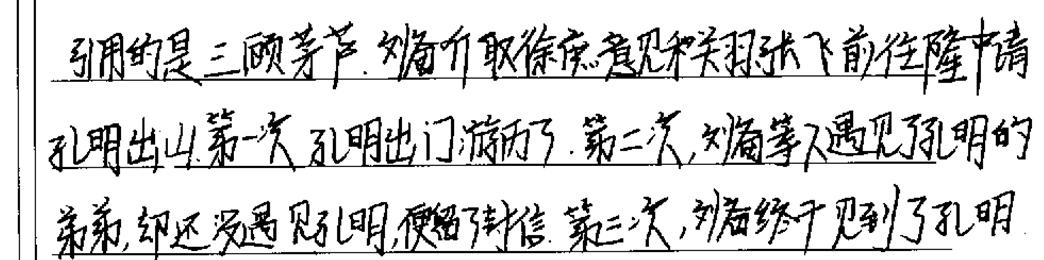 引用的是三顾茅芦.刘备介取徐庶意见和关羽张飞前往隆中请
孔明出山.第一次孔明出门游历了.第二次,刘备等人遇见了孔明的
弟弟,却还没遇见孔明,便留了封信.第三次,刘备终于见到了孔明.